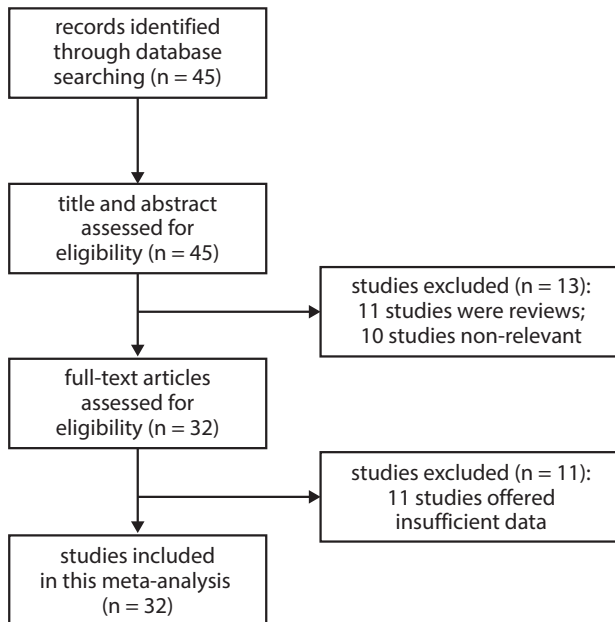 records identified
through database
searching (n = 45)
title and abstract
assessed for
eligibility (n = 45)
studies excluded (n = 13):
11 studies were reviews;
10 studies non-relevant
full-text articles
assessed for
eligibility (n = 32)
studies excluded (n = 11):
11 studies offered
insufficient data
studies included
in this meta-analysis
(n = 32)